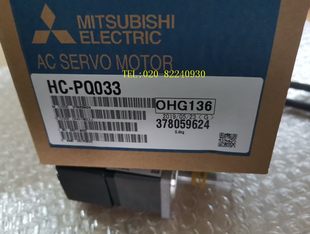 MITSUBISHI
ELECTRIC
AC SERVO MOTOR
TEL:020 82240930
HC-PQ033
OHG136
378059624